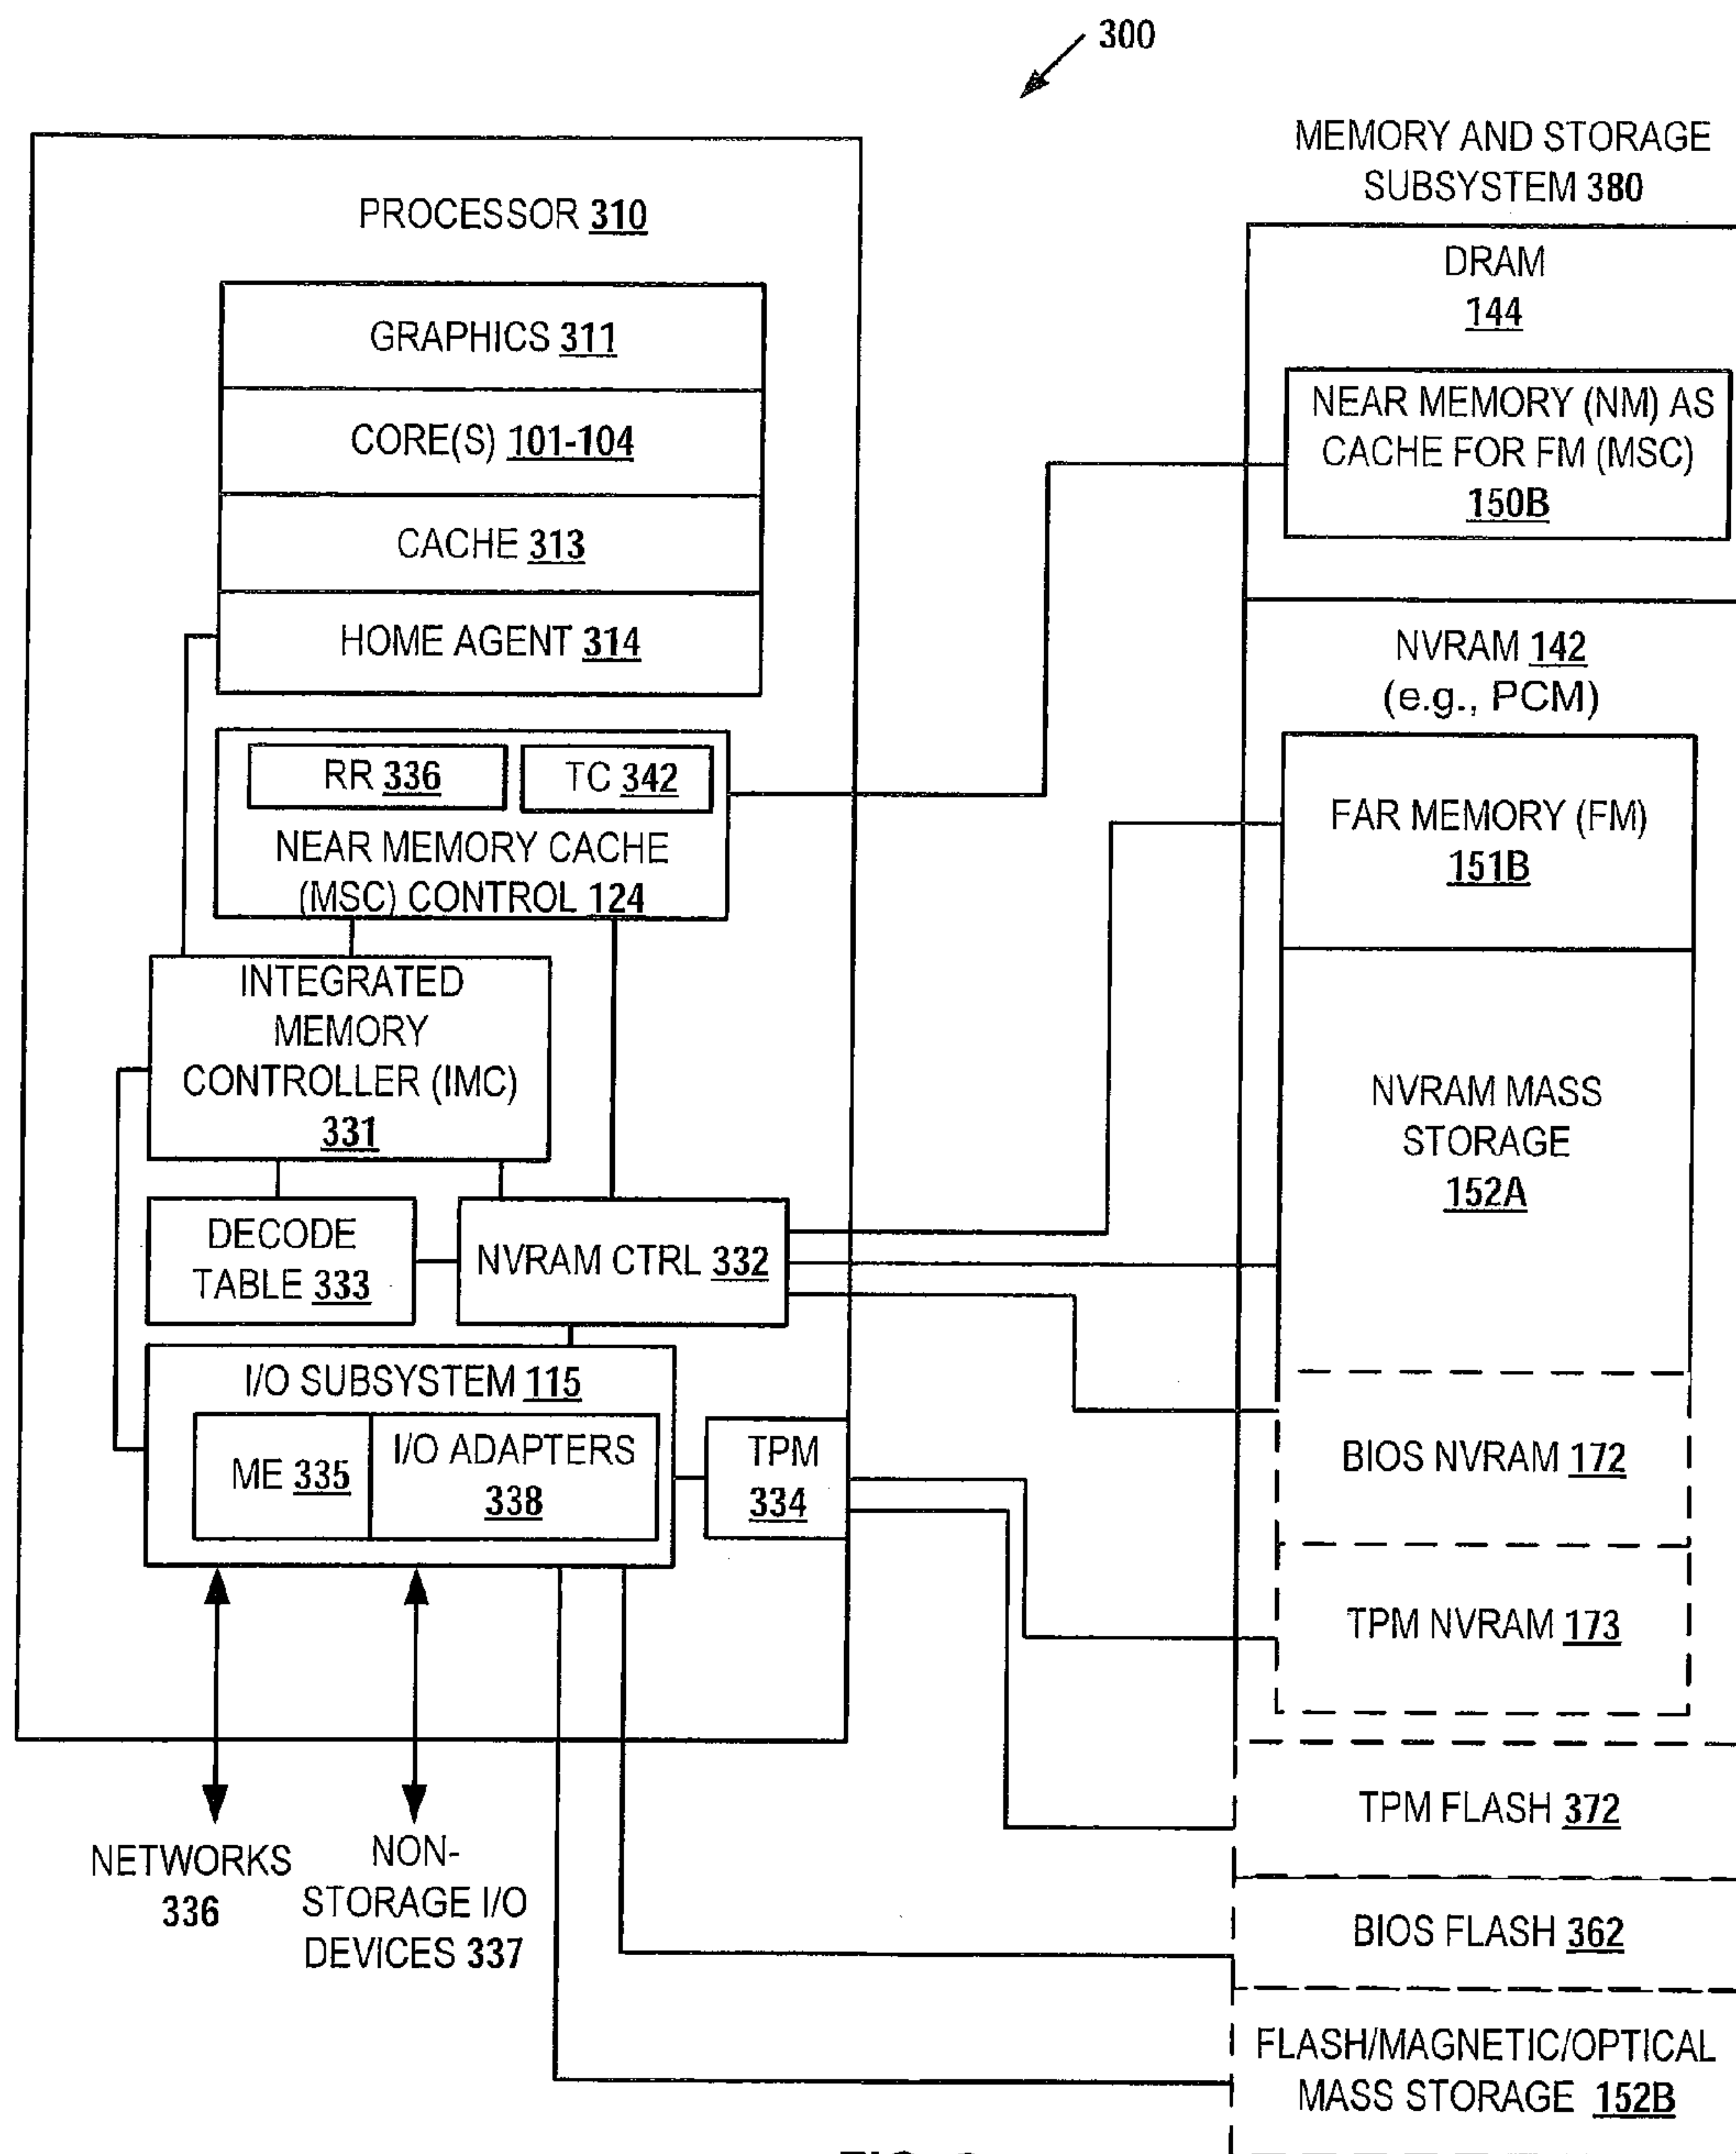 300
MEMORY AND STORAGE
SUBSYSTEM 380
PROCESSOR 310
GRAPHICS 311
CORE(S) 101-104
CACHE 313
HOME AGENT 314
RR 336
TC 342
NEAR MEMORY CACHE
(MSC) CONTROL 124
INTEGRATED
MEMORY
CONTROLLER (IMC)
331
DECODE
TABLE 333
NVRAM CTRL 332
I/O SUBSYSTEM 115
ME 335
I/O ADAPTERS
338
TPM
334
NETWORKS
336
NON-
STORAGE I/O
DEVICES 337
DRAM
144
NEAR MEMORY (NM) AS
CACHE FOR FM (MSC)
150B
NVRAM 142
(e.g., PCM)
FAR MEMORY (FM)
151B
NVRAM MASS
STORAGE
152A
BIOS NVRAM 172
TPM NVRAM 173
TPM FLASH 372
BIOS FLASH 362
FLASH/MAGNETIC/OPTICAL
MASS STORAGE 152B